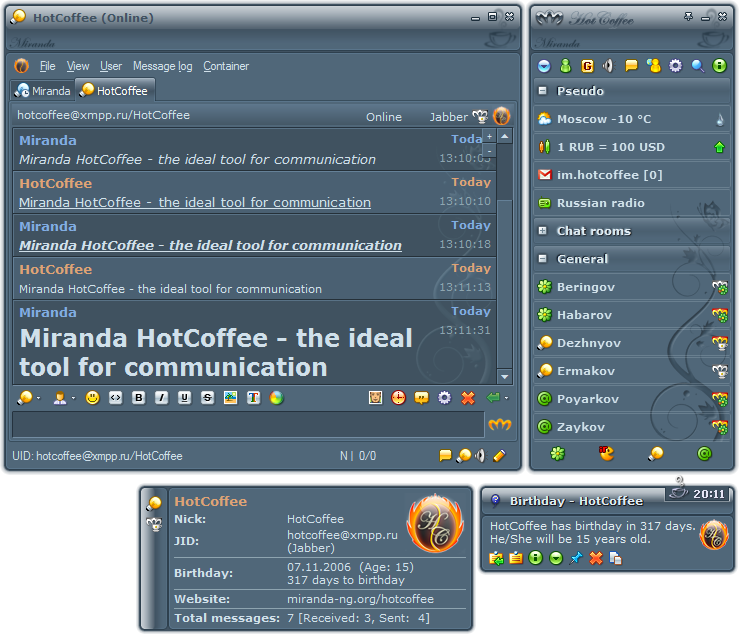 HotCoffee (Online)
Miranda
File View User Message log Container
Miranda HotCoffee
hotcoffee@xmpp.ru/HotCoffee Online Jabber
Miranda Today
Miranda HotCoffee - the ideal tool for communication 13:10:05
HotCoffee Today
Miranda HotCoffee - the ideal tool for communication 13:10:10
Miranda Today
Miranda HotCoffee - the ideal tool for communication 13:10:18
HotCoffee Today
Miranda HotCoffee - the ideal tool for communication 13:11:13
Miranda Today
Miranda HotCoffee - the ideal 13:11:31
tool for communication
UID: hotcoffee@xmpp.ru/HotCoffee N | 0/0
Hot Coffee
Miranda
Pseudo
Moscow -10 °C
1 RUB = 100 USD
im.hotcoffee [0]
Russian radio
Chat rooms
General
Beringov
Habarov
Dezhnyov
Ermakov
Poyarkov
Zaykov
HotCoffee
Nick: HotCoffee
JID: hotcoffee@xmpp.ru
(Jabber)
Birthday: 07.11.2006 (Age: 15)
317 days to birthday
Website: miranda-ng.org/hotcoffee
Total messages: 7 [Received: 3, Sent: 4]
Birthday - HotCoffee 20:11
HotCoffee has birthday in 317 days.
He/She will be 15 years old.